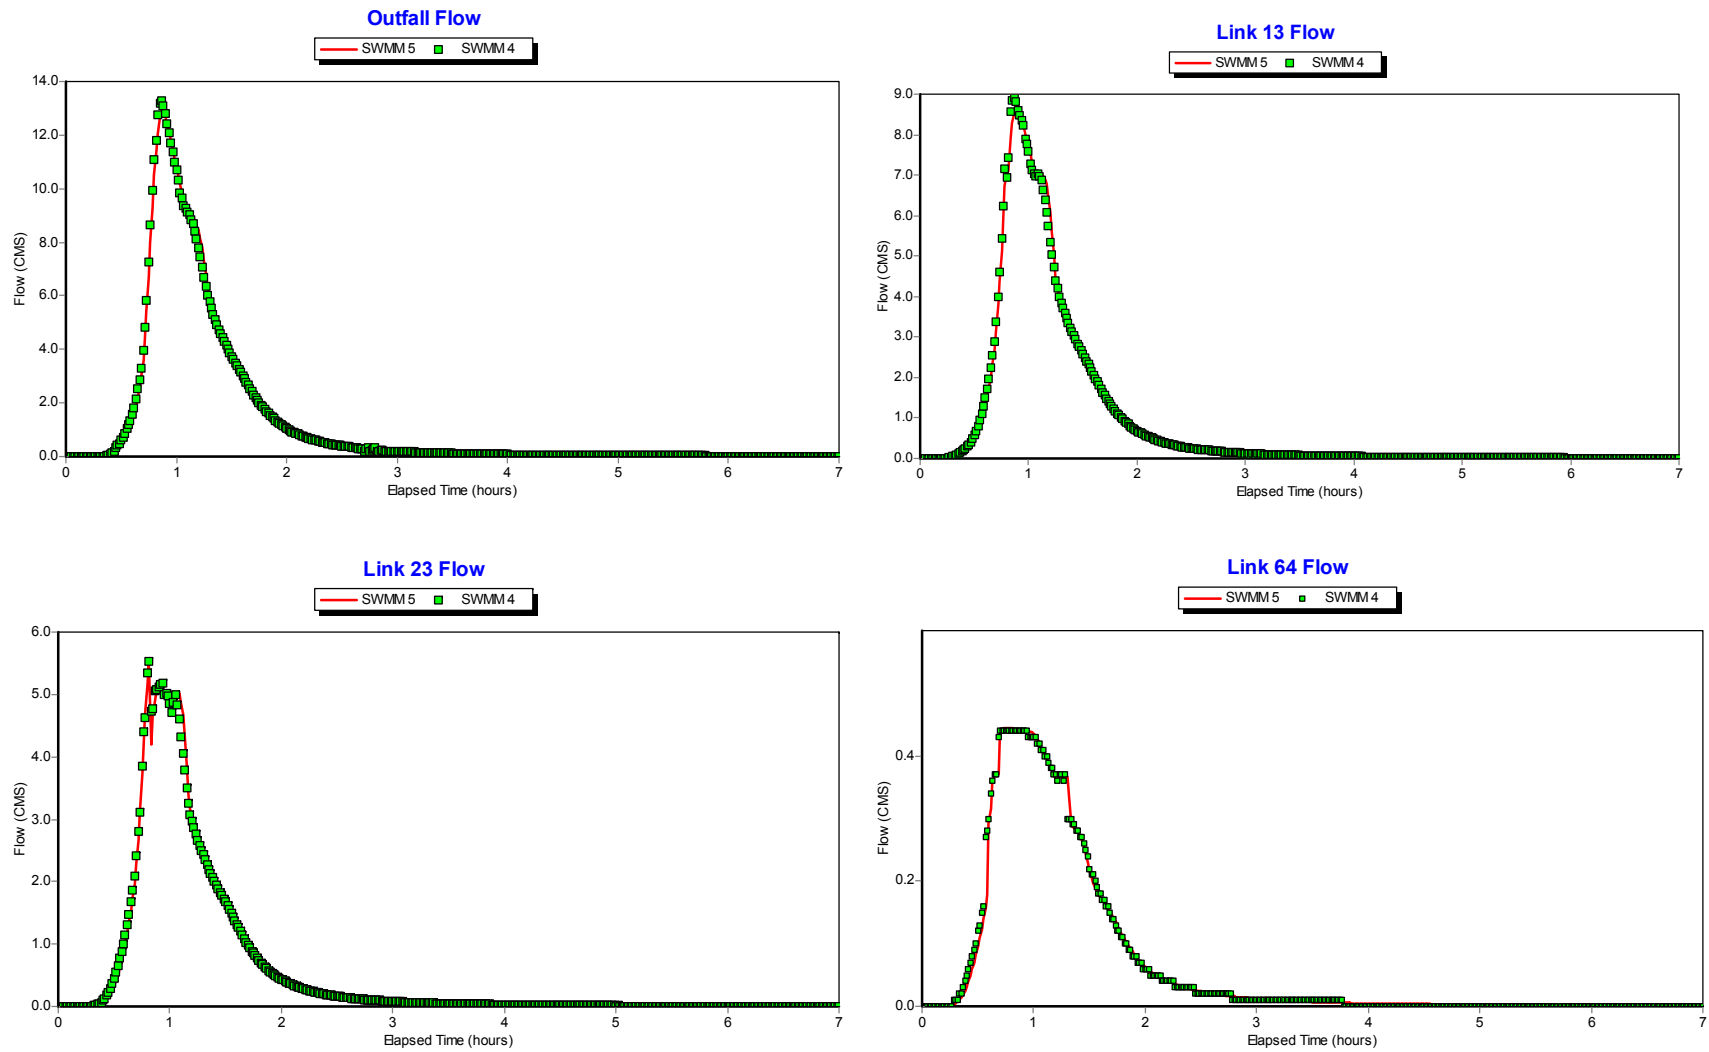 Outfall Flow
SWMM 5 SWMM 4
14.0
12.0
10.0
8.0
6.0
4.0
2.0
0.0
Flow (CMS)
0 1 2 3 4 5 6 7
Elapsed Time (hours)
Link 13 Flow
SWMM 5 SWMM 4
9.0
8.0
7.0
6.0
5.0
4.0
3.0
2.0
1.0
0.0
Flow (CMS)
0 1 2 3 4 5 6 7
Elapsed Time (hours)
Link 23 Flow
SWMM 5 SWMM 4
6.0
5.0
4.0
3.0
2.0
1.0
0.0
Flow (CMS)
0 1 2 3 4 5 6 7
Elapsed Time (hours)
Link 64 Flow
SWMM 5 SWMM 4
0.4
0.2
0.0
Flow (CMS)
0 1 2 3 4 5 6 7
Elapsed Time (hours)